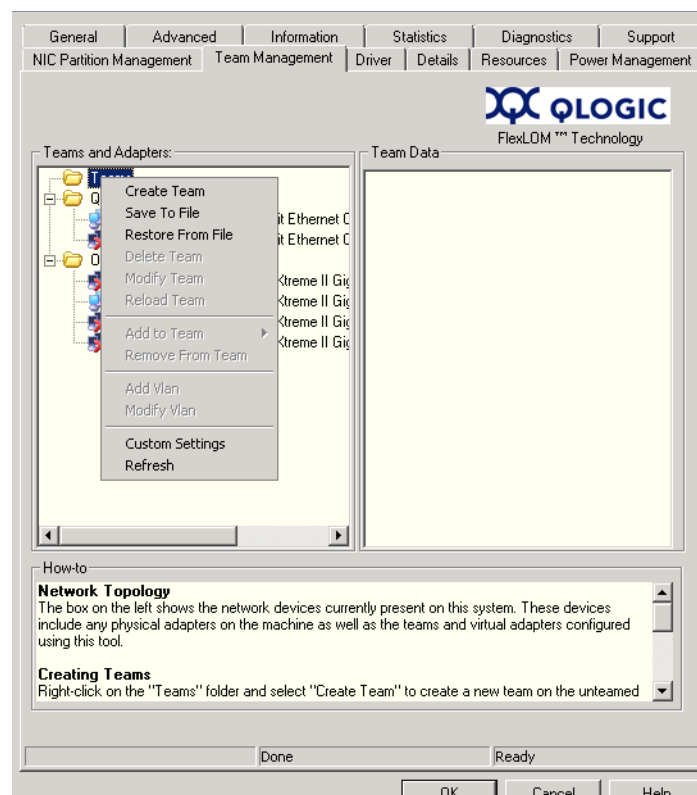 General Advanced Information Statistics Diagnostics Support
NIC Partition Management Team Management Driver Details Resources Power Management
QLOGIC
FlexLOM ™ Technology
Teams and Adapters: Team Data
Create Team
Save To File
it Ethernet C
Restore From File
it Ethernet C
Delete Team
Modify Team
Xtreme II Gig
Reload Team
Xtreme II Gig
Xtreme II Gig
Add to Team
Xtreme II Gig
Remove From Team
Add Vlan
Modify Vlan
Custom Settings
Refresh
How-to
Network Topology
The box on the left shows the network devices currently present on this system. These devices
include any physical adapters on the machine as well as the teams and virtual adapters configured
using this tool.
Creating Teams
Right-click on the "Teams" folder and select "Create Team" to create a new team on the unteamed
Done Ready
OK Cancel Help